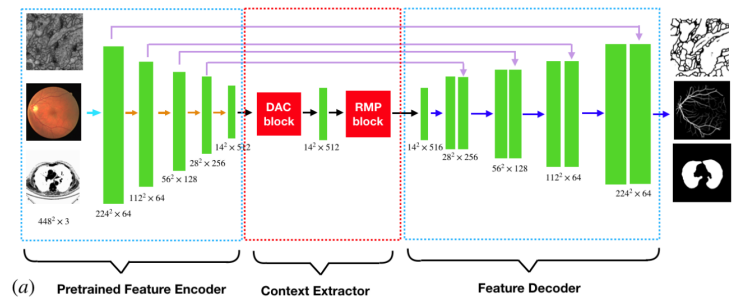 DAC
block
RMP
block
14² × 512
14² × 512
14² × 516
28² × 256
28² × 256
56² × 128
56² × 128
112² × 64
112² × 64
224² × 64
224² × 64
448² × 3
(a)
Pretrained Feature Encoder
Context Extractor
Feature Decoder